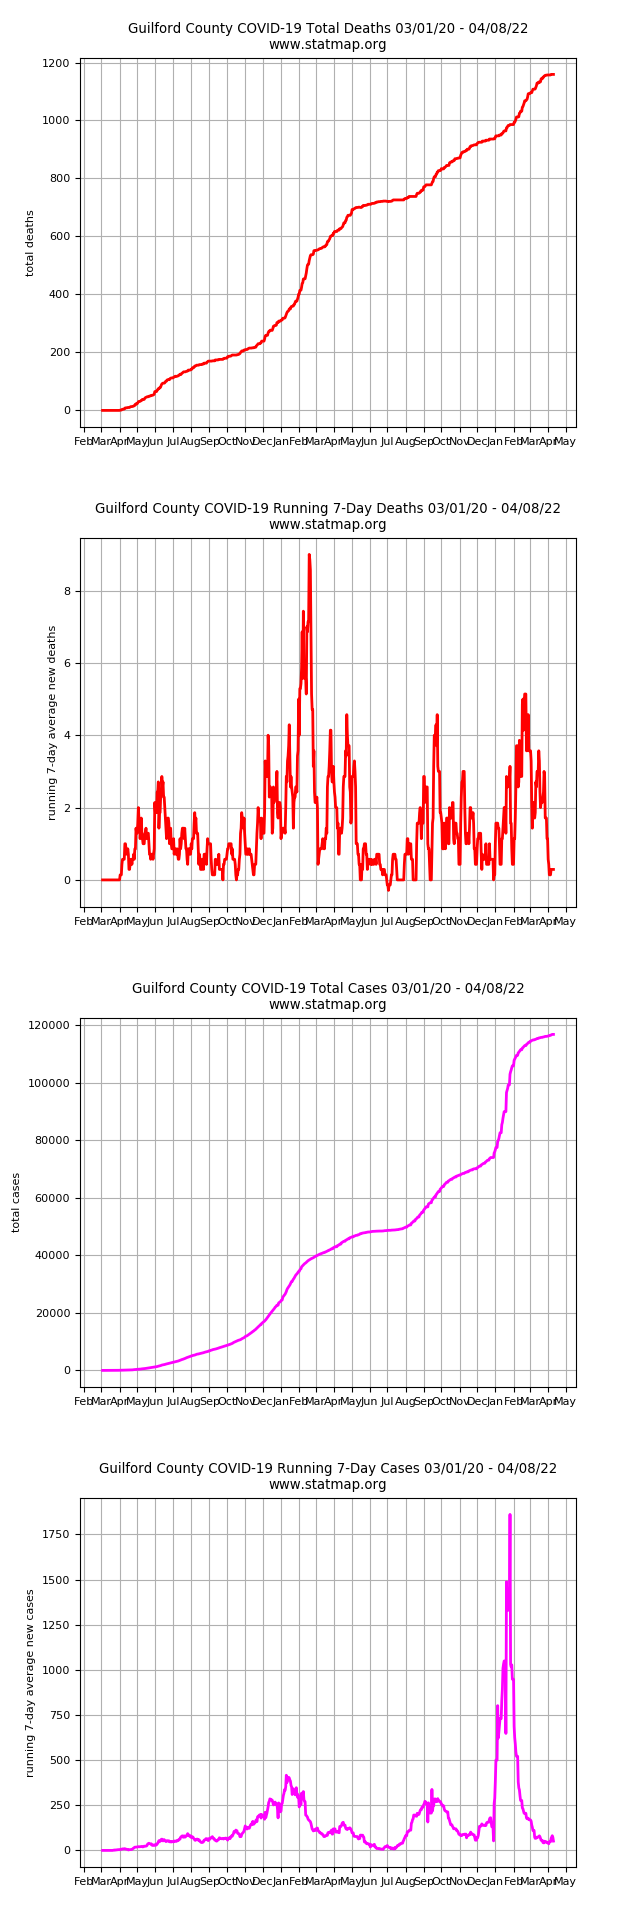 Guilford County COVID-19 Total Deaths 03/01/20 - 04/08/22
www.statmap.org
1200
1000
800
600
400
200
0
total deaths
Feb Mar Apr May Jun Jul Aug Sep Oct Nov Dec Jan Feb Mar Apr May Jun Jul Aug Sep Oct Nov Dec Jan Feb Mar Apr May
Guilford County COVID-19 Running 7-Day Deaths 03/01/20 - 04/08/22
www.statmap.org
8
6
4
2
0
running 7-day average new deaths
Feb Mar Apr May Jun Jul Aug Sep Oct Nov Dec Jan Feb Mar Apr May Jun Jul Aug Sep Oct Nov Dec Jan Feb Mar Apr May
Guilford County COVID-19 Total Cases 03/01/20 - 04/08/22
www.statmap.org
120000
100000
80000
60000
40000
20000
0
total cases
Feb Mar Apr May Jun Jul Aug Sep Oct Nov Dec Jan Feb Mar Apr May Jun Jul Aug Sep Oct Nov Dec Jan Feb Mar Apr May
Guilford County COVID-19 Running 7-Day Cases 03/01/20 - 04/08/22
www.statmap.org
1750
1500
1250
1000
750
500
250
0
running 7-day average new cases
Feb Mar Apr May Jun Jul Aug Sep Oct Nov Dec Jan Feb Mar Apr May Jun Jul Aug Sep Oct Nov Dec Jan Feb Mar Apr May